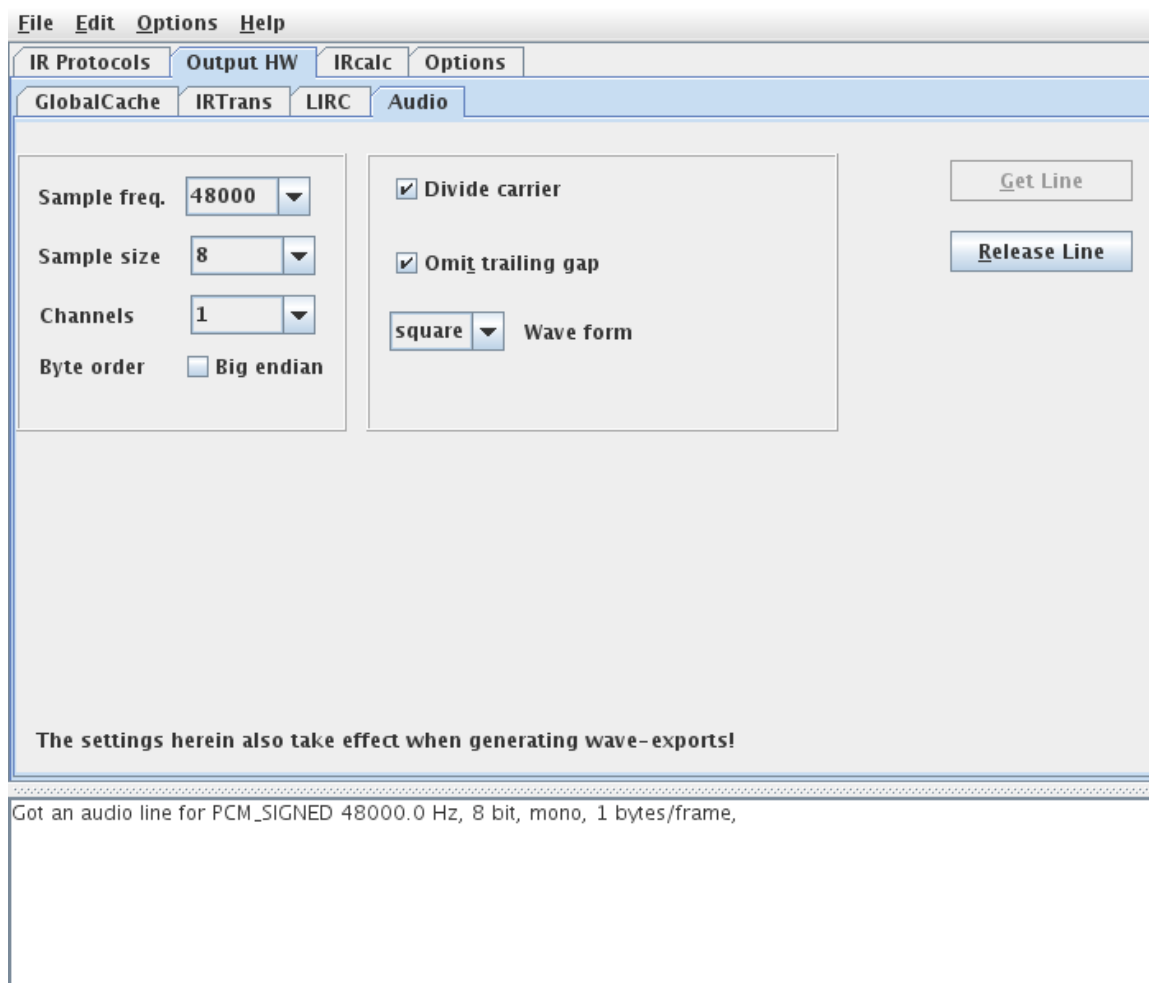 File Edit Options Help
IR Protocols Output HW IRcalc Options
GlobalCache IRTrans LIRC Audio
Sample freq. 48000
Sample size 8
Channels 1
Byte order Big endian
Divide carrier
Omit trailing gap
square Wave form
Get Line
Release Line
The settings herein also take effect when generating wave-exports!
Got an audio line for PCM_SIGNED 48000.0 Hz, 8 bit, mono, 1 bytes/frame,